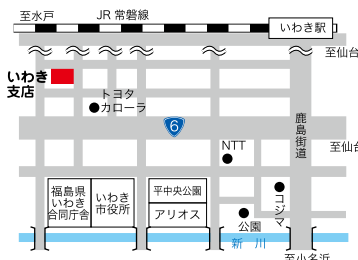 至水戸
JR 常磐線
いわき駅
至仙台
いわき
支店
トヨタ
カローラ
6
鹿島街道
至仙台
NTT
福島県
いわき
合同庁舎
いわき
市役所
平中央公園
アリオス
コジマ
公園
新 川
至小名浜